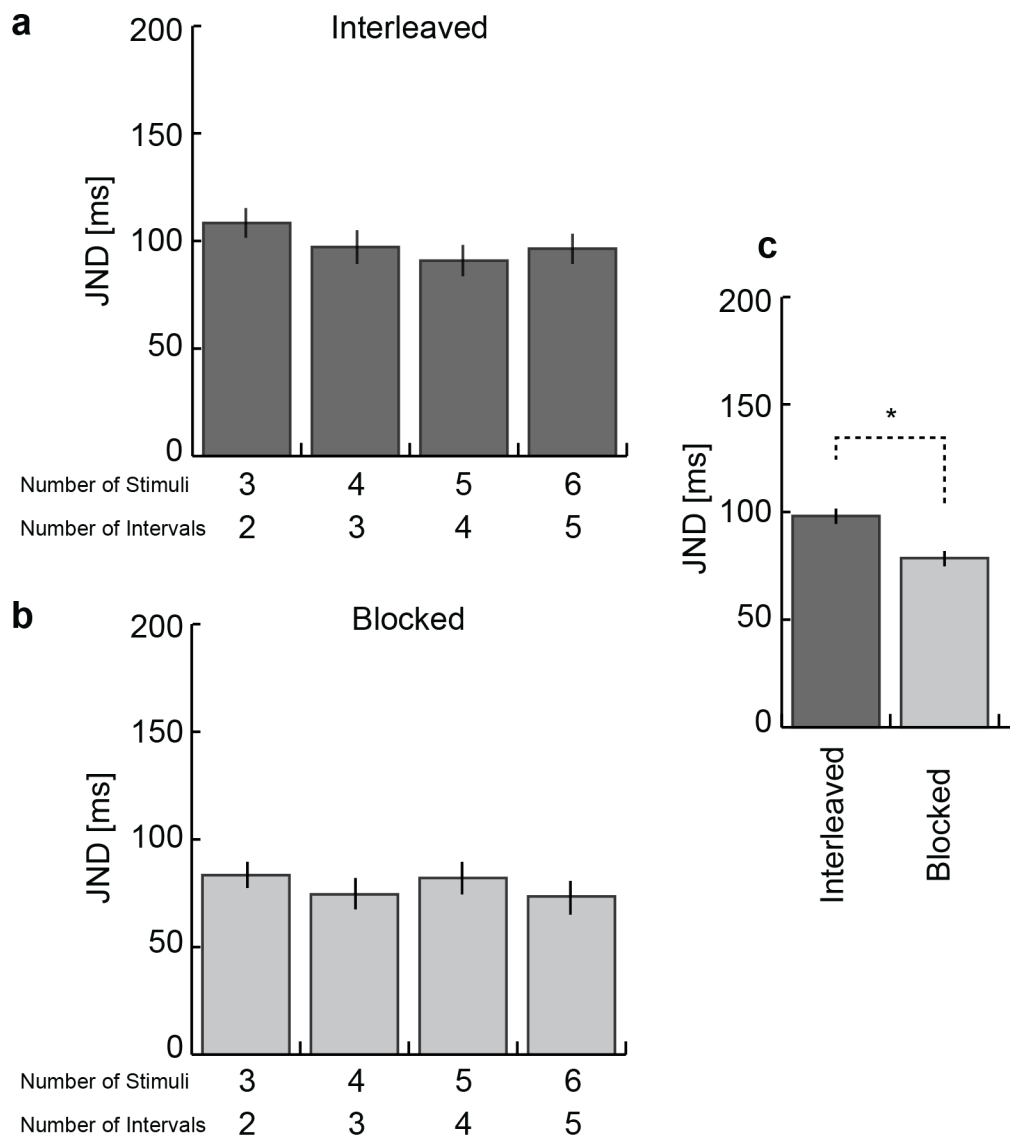 a
Interleaved
200
150
100
50
0
JND [ms]
Number of Stimuli 3 4 5 6
Number of Intervals 2 3 4 5
b
Blocked
200
150
100
50
0
JND [ms]
Number of Stimuli 3 4 5 6
Number of Intervals 2 3 4 5
c
200
150
100
50
0
JND [ms]
*
Interleaved
Blocked